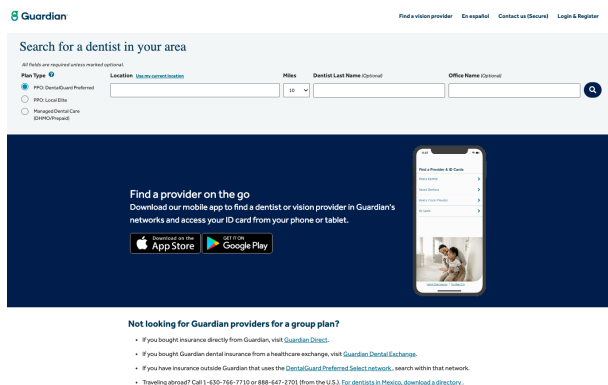 Guardian
Find a vision provider En español Contact us (Secure) Login & Register
Search for a dentist in your area
All fields are required unless marked optional.
Plan Type ? Location Use my current location Miles Dentist Last Name (Optional) Office Name (Optional)
PPO: DentalGuard Preferred
10
PPO: Local Elite
Managed Dental Care
(DHMO/Prepaid)
Find a Provider & ID Cards
Find a provider on the go
Download our mobile app to find a dentist or vision provider in Guardian's
networks and access your ID card from your phone or tablet.
Download on the
App Store
GET IT ON
Google Play
Not looking for Guardian providers for a group plan?
• If you bought insurance directly from Guardian, visit Guardian Direct.
• If you bought Guardian dental insurance from a healthcare exchange, visit Guardian Dental Exchange.
• If you have insurance outside Guardian that uses the DentalGuard Preferred Select network., search within that network.
• Traveling abroad? Call 1-630-766-7710 or 888-647-2701 (from the U.S.). For dentists in Mexico, download a directory..